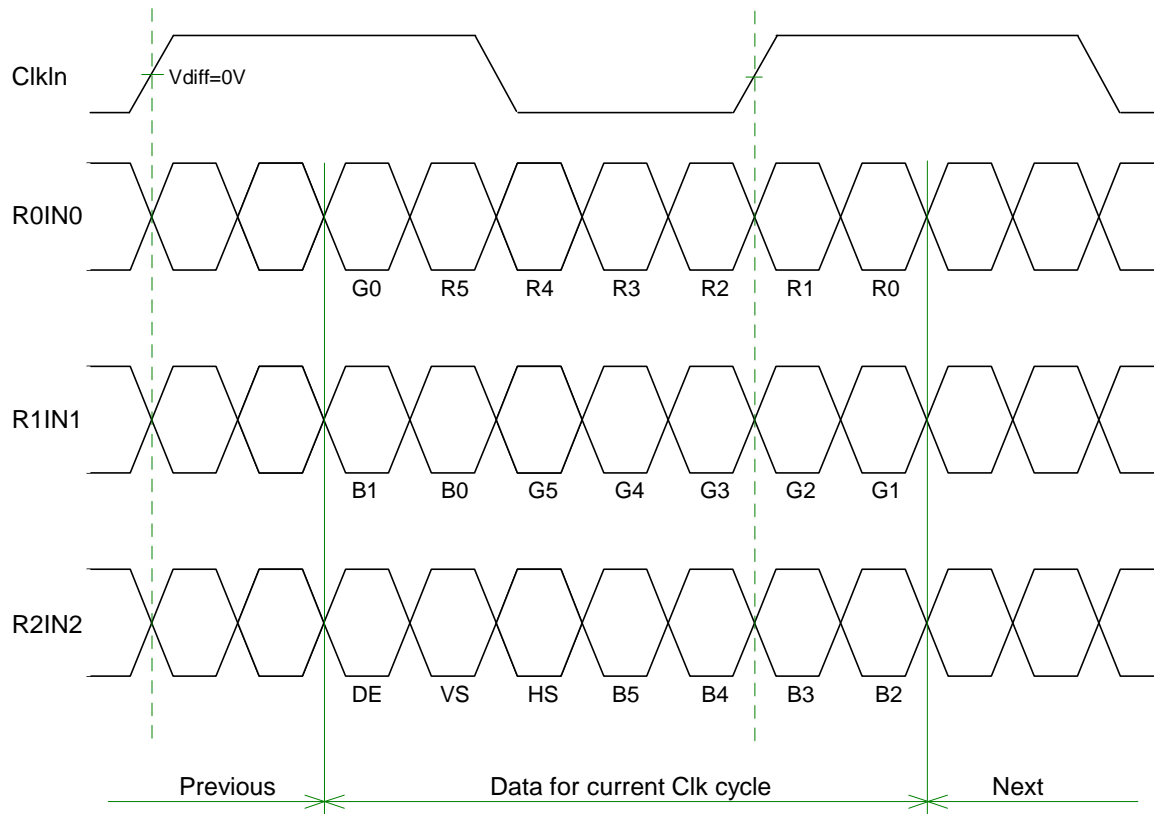 ClkIn
Vdiff=0V
R0IN0
G0 R5 R4 R3 R2 R1 R0
R1IN1
B1 B0 G5 G4 G3 G2 G1
R2IN2
DE VS HS B5 B4 B3 B2
Previous Data for current Clk cycle Next